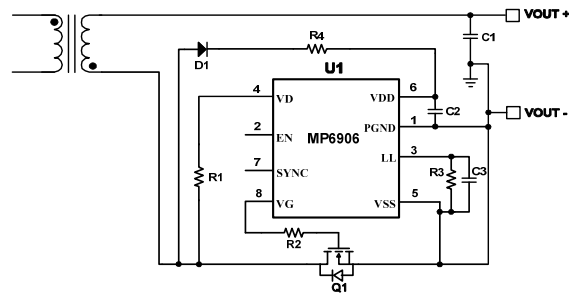 VOUT +
R4
C1
D1
U1
4
VD
VDD
6
C2
VOUT -
2
EN
MP6906
PGND
1
LL
3
R1
7
SYNC
R3
C3
8
VG
VSS
5
R2
Q1